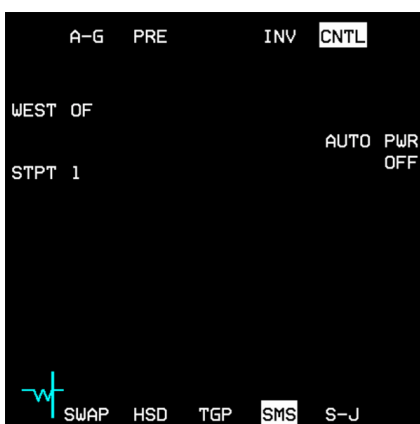 A-G PRE INV CNTL
WEST OF
AUTO PWR
OFF
STPT 1
SWAP HSD TGP SMS S-J